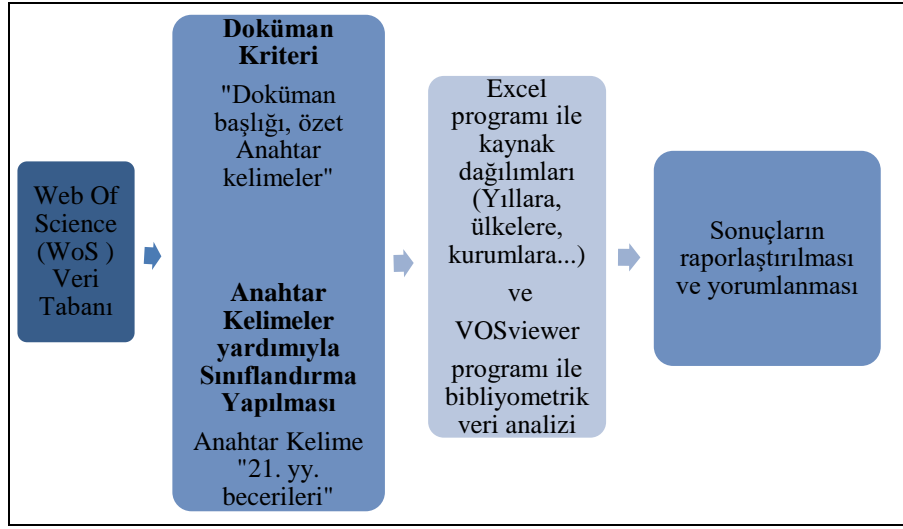 Web Of
Science
(WoS )
Veri
Tabanı
Doküman
Kriteri
"Doküman
başlığı, özet
Anahtar
kelimeler"
Anahtar
Kelimeler
yardımıyla
Sınıflandırma
Yapılması
Anahtar Kelime
"21. yy.
becerileri"
Excel
programı ile
kaynak
dağılımları
(Yıllara,
ülkelere,
kurumlara...)
ve
VOSviewer
programı ile
bibliyometrik
veri analizi
Sonuçların
raporlaştırılması
ve yorumlanması